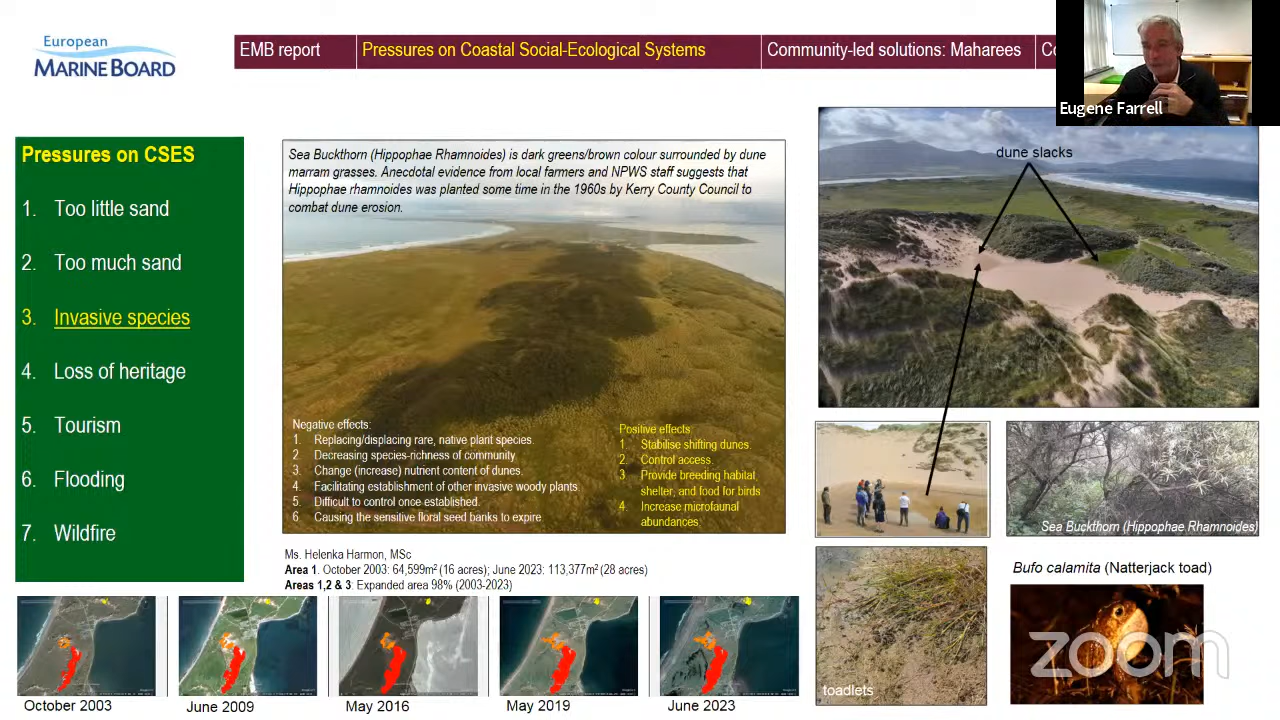 European
MARINE BOARD
EMB report
Pressures on Coastal Social-Ecological Systems
Community-led solutions: Maharees
Eugene Farrell
Pressures on CSES
1. Too little sand
2. Too much sand
3. Invasive species
4. Loss of heritage
5. Tourism
6. Flooding
7. Wildfire
Sea Buckthorn (Hippophae Rhamnoides) is dark greens/brown colour surrounded by dune
marram grasses. Anecdotal evidence from local farmers and NPWS staff suggests that
Hippophae rhamnoides was planted some time in the 1960s by Kerry County Council to
combat dune erosion.
Negative effects:
1. Replacing/displacing rare, native plant species.
2. Decreasing species-richness of community.
3. Change (increase) nutrient content of dunes.
4. Facilitating establishment of other invasive woody plants
5. Difficult to control once established.
6. Causing the sensitive floral seed banks to expire
Positive effects:
1. Stabilise shifting dunes.
2. Control access.
3. Provide breeding habitat,
shelter, and food for birds
4. Increase microfaunal
abundances
Ms. Helenka Harmon, MSc
Area 1. October 2003: 64,599m² (16 acres); June 2023: 113,377m² (28 acres)
Areas 1,2 & 3: Expanded area 98% (2003-2023)
October 2003
June 2009
May 2016
May 2019
June 2023
dune slacks
Sea Buckthorn (Hippophae Rhamnoides)
Bufo calamita (Natterjack toad)
toadlets
zoom